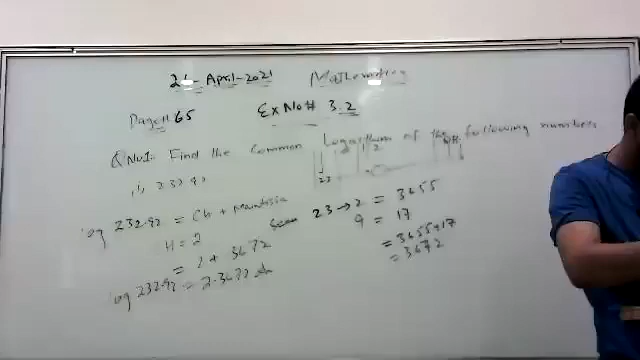 26-April-2021 Mathematics
Page# 65 Ex No# 3.2
Q No1: Find the Common Logarithm of the following numbers
(i) 232.92
log 232.92 = Ch + Mantissa
23 → 2 = 3655
H = 2
9 = 17
= 2 + 3672
= 3655+17
= 3672
log 232.92 = 2.3672